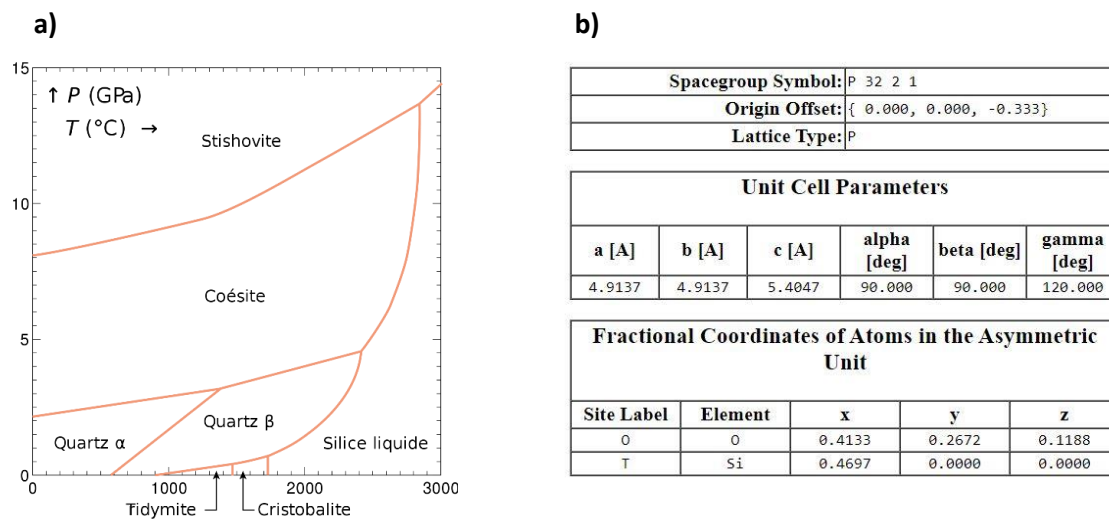 a)
15
↑ P (GPa)
T (°C) →
Stishovite
10
Coésite
5
Quartz β
Quartz α
Silice liquide
0
0 1000 2000 3000
Tidymite Cristobalite
b)
Spacegroup Symbol: P 32 2 1
Origin Offset: { 0.000, 0.000, -0.333}
Lattice Type: P
Unit Cell Parameters
a [A] b [A] c [A] alpha [deg] beta [deg] gamma [deg]
4.9137 4.9137 5.4047 90.000 90.000 120.000
Fractional Coordinates of Atoms in the Asymmetric
Unit
Site Label Element x y z
O O 0.4133 0.2672 0.1188
T Si 0.4697 0.0000 0.0000